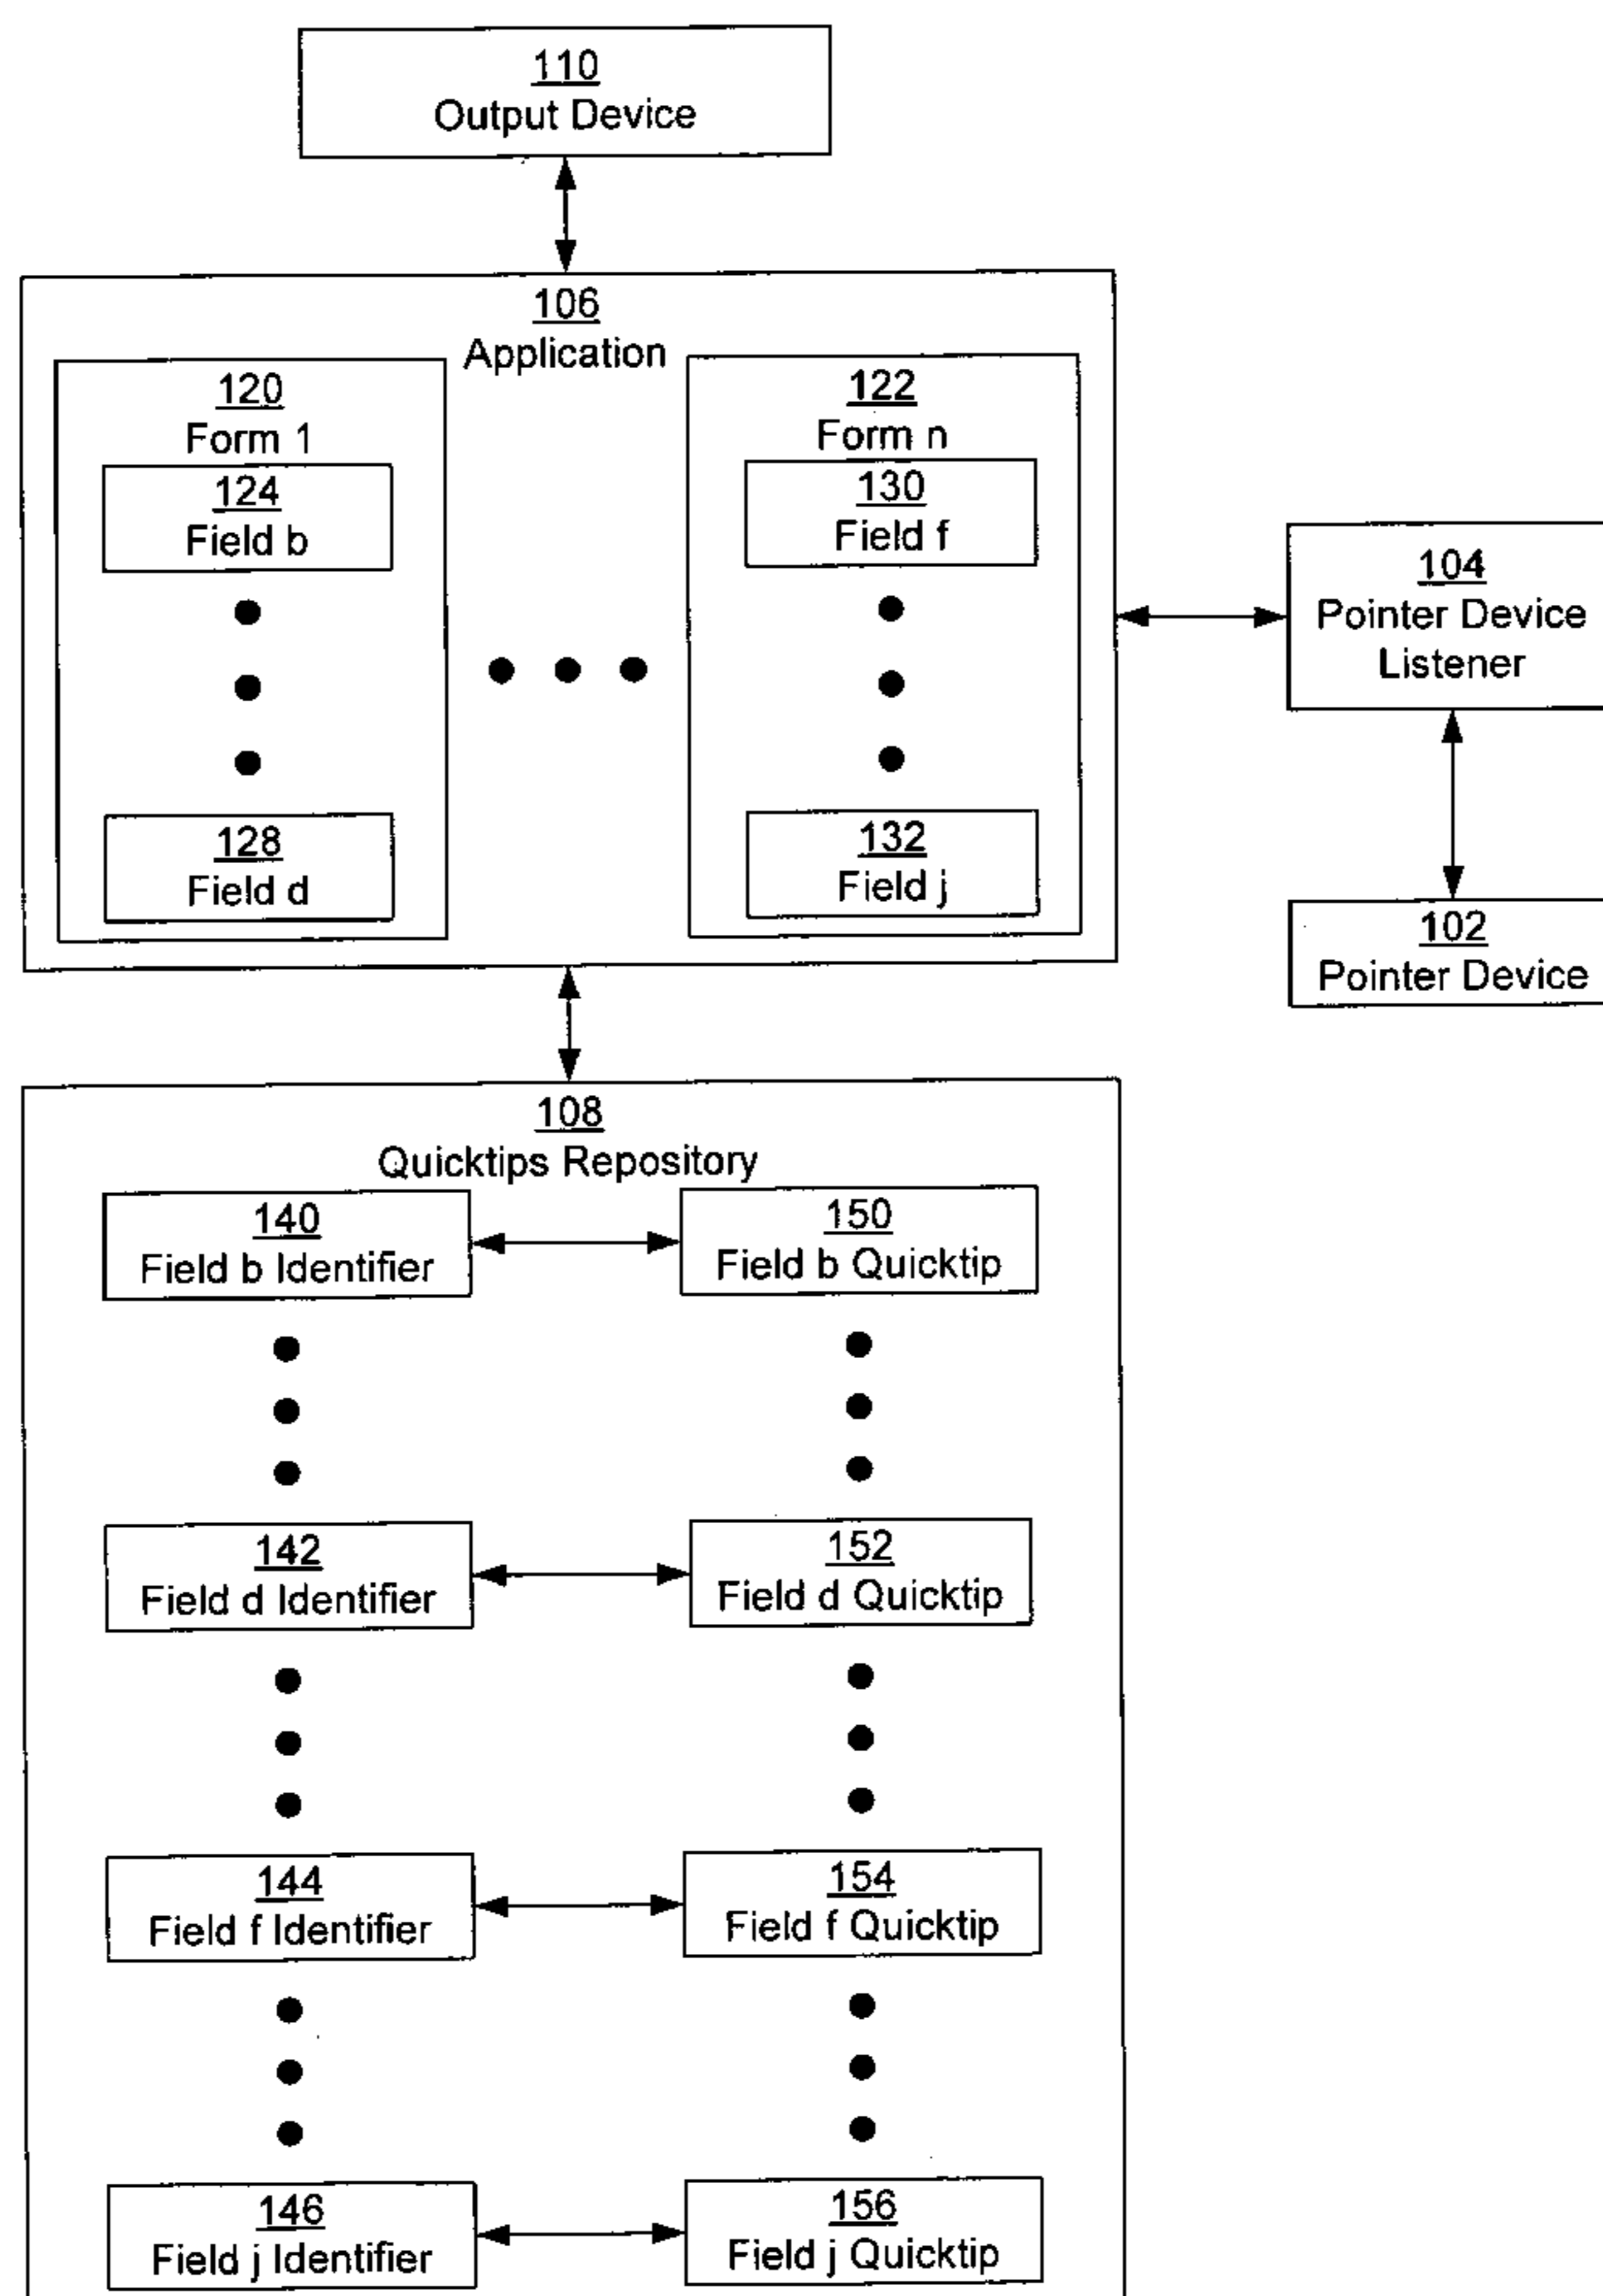 110
Output Device
106
Application
120
Form 1
124
Field b
128
Field d
122
Form n
130
Field f
132
Field j
104
Pointer Device
Listener
102
Pointer Device
108
Quicktips Repository
140
Field b Identifier
150
Field b Quicktip
142
Field d Identifier
152
Field d Quicktip
144
Field f Identifier
154
Field f Quicktip
146
Field j Identifier
156
Field j Quicktip